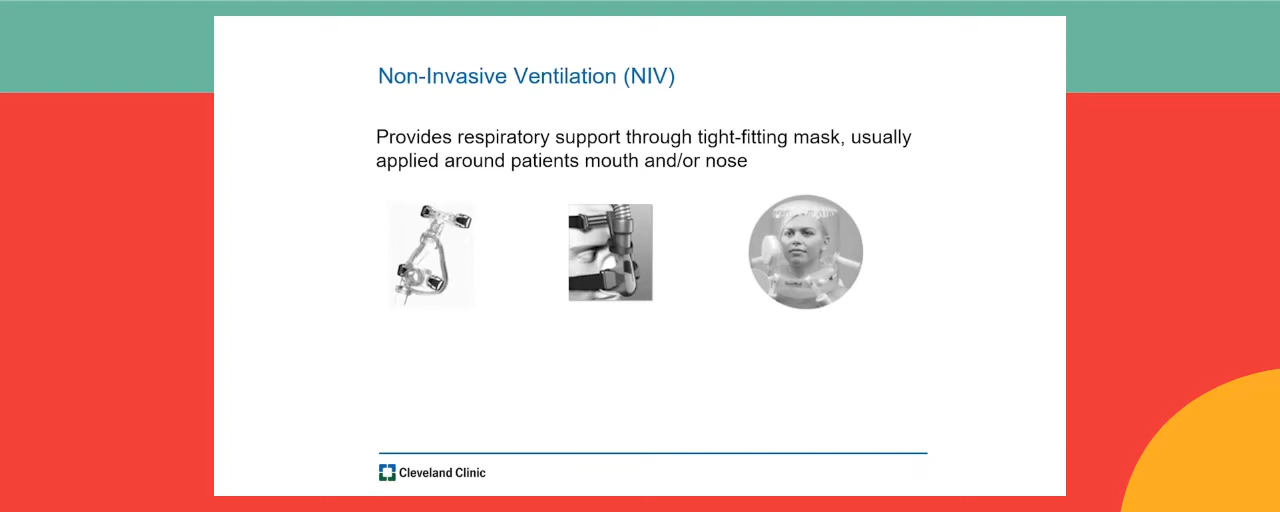 Non-Invasive Ventilation (NIV)
Provides respiratory support through tight-fitting mask, usually
applied around patients mouth and/or nose
Cleveland Clinic